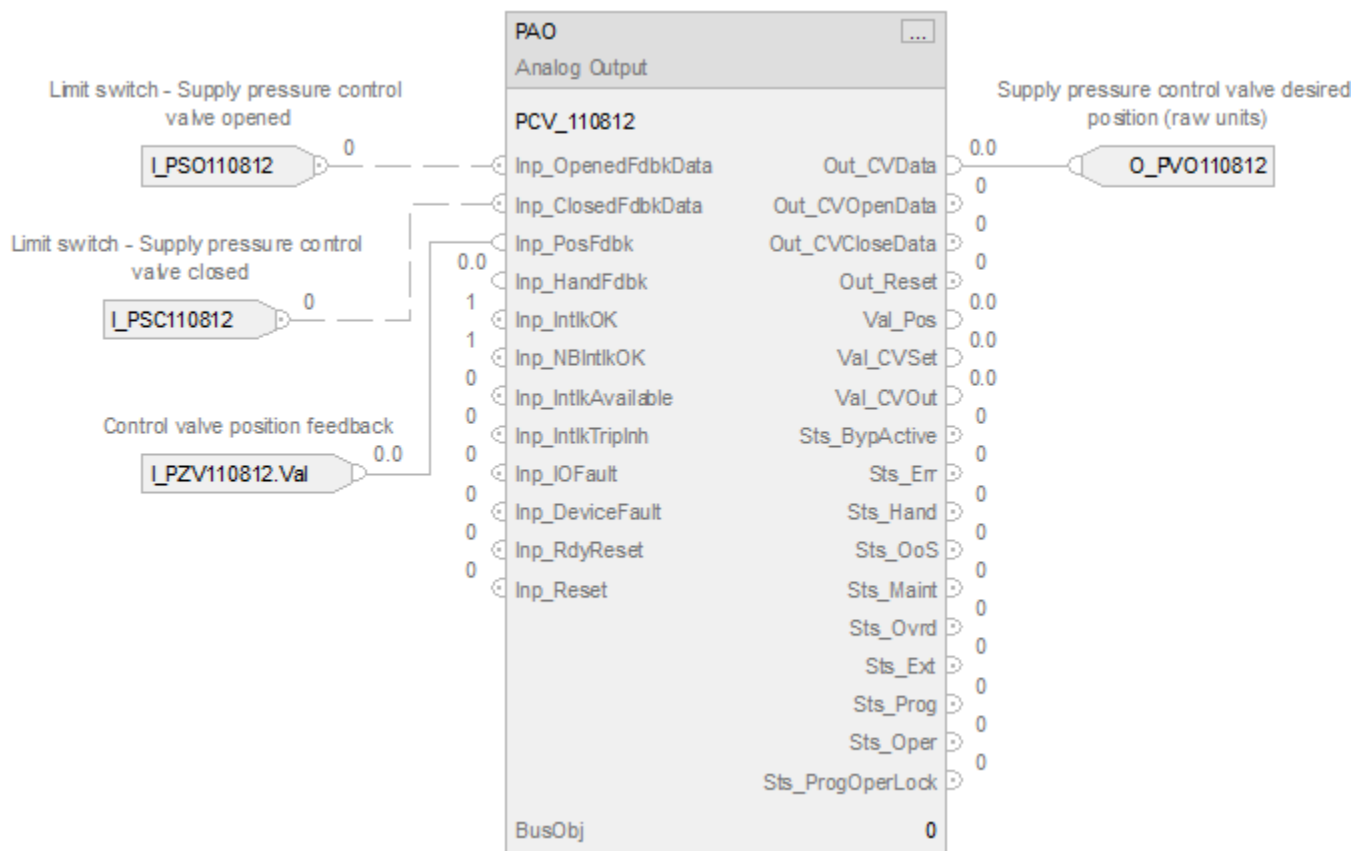 PAO
...
Analog Output
PCV_110812
Limit switch - Supply pressure control
valve opened
I_PSO110812
0
Limit switch - Supply pressure control
valve closed
I_PSC110812
0
Control valve position feedback
I_PZV110812.Val
0.0
Inp_OpenedFdbkData
Inp_ClosedFdbkData
Inp_PosFdbk
0.0
Inp_HandFdbk
1
Inp_IntlkOK
1
Inp_NBIntlkOK
0
Inp_IntlkAvailable
0
Inp_IntlkTripInh
0
Inp_IOFault
0
Inp_DeviceFault
0
Inp_RdyReset
0
Inp_Reset
Out_CVData
0.0
Out_CVOpenData
0
Out_CVCloseData
0
Out_Reset
0
Val_Pos
0.0
Val_CVSet
0.0
Val_CVOut
0.0
Sts_BypActive
0
Sts_Err
0
Sts_Hand
0
Sts_OoS
0
Sts_Maint
0
Sts_Ovrd
0
Sts_Ext
0
Sts_Prog
0
Sts_Oper
0
Sts_ProgOperLock
0
Supply pressure control valve desired
position (raw units)
O_PVO110812
BusObj
0